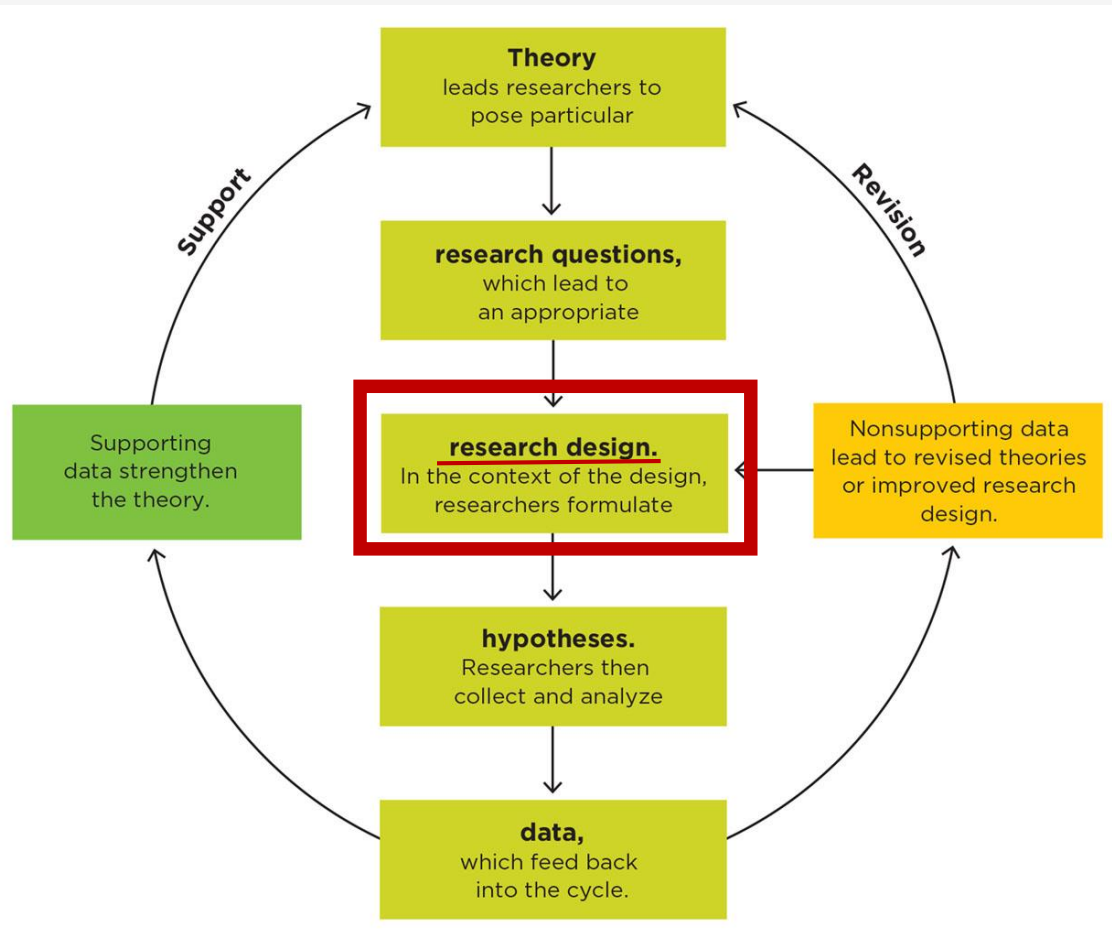 Theory
leads researchers to
pose particular
Support
Revision
research questions,
which lead to
an appropriate
research design.
In the context of the design,
researchers formulate
Supporting
data strengthen
the theory.
Nonsupporting data
lead to revised theories
or improved research
design.
hypotheses.
Researchers then
collect and analyze
data,
which feed back
into the cycle.